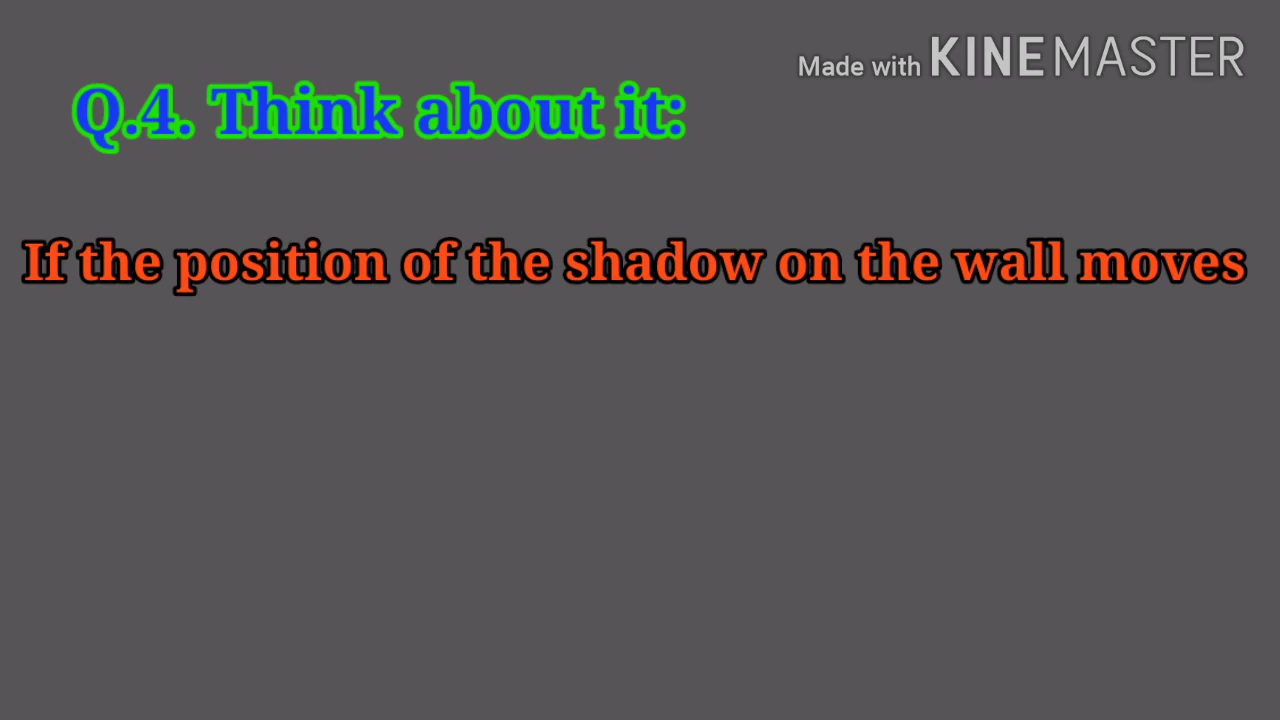 Made with KINEMASTER
Q.4. Think about it:
If the position of the shadow on the wall moves